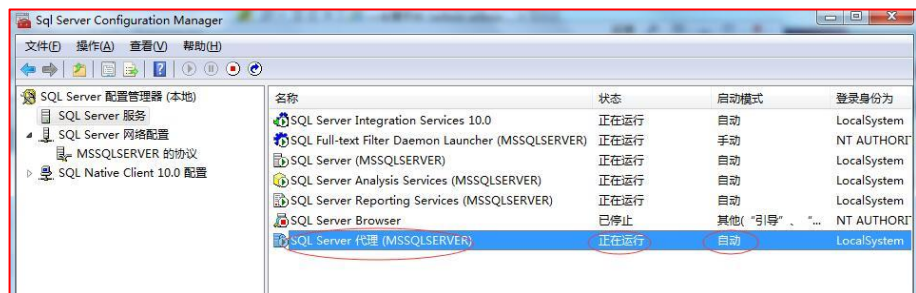 Sql Server Configuration Manager
文件(F) 操作(A) 查看(V) 帮助(H)
SQL Server 配置管理器 (本地)
SQL Server 服务
SQL Server 网络配置
MSSQLSERVER 的协议
SQL Native Client 10.0 配置
名称 状态 启动模式 登录身份为
SQL Server Integration Services 10.0 正在运行 自动 LocalSystem
SQL Full-text Filter Daemon Launcher (MSSQLSERVER) 正在运行 手动 NT AUTHORI
SQL Server (MSSQLSERVER) 正在运行 自动 LocalSystem
SQL Server Analysis Services (MSSQLSERVER) 正在运行 自动 LocalSystem
SQL Server Reporting Services (MSSQLSERVER) 正在运行 自动 LocalSystem
SQL Server Browser 已停止 其他("引导"、 "... NT AUTHORI
SQL Server 代理 (MSSQLSERVER) 正在运行 自动 LocalSystem